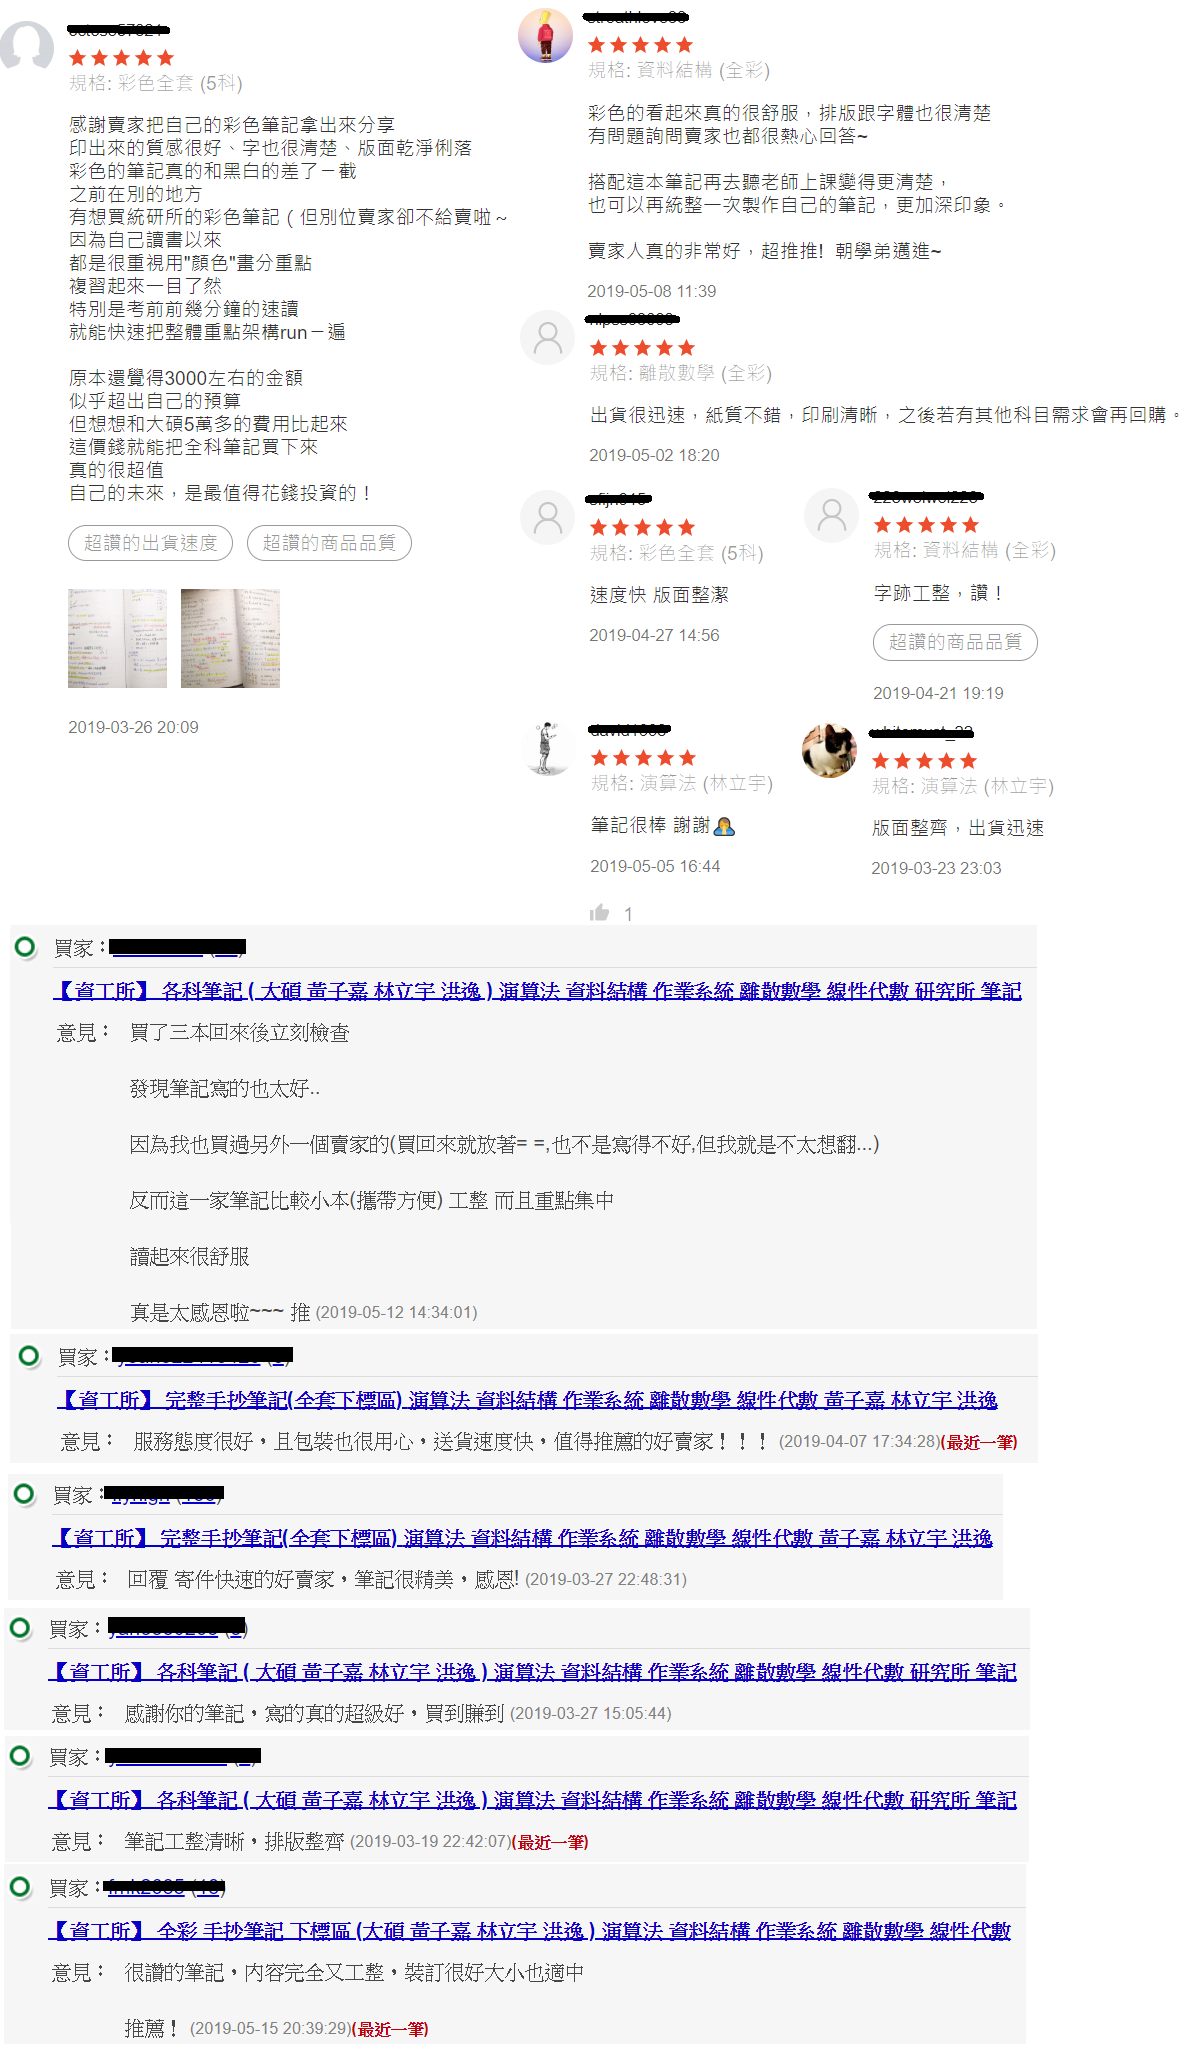 規格: 彩色全套 (5科)
感謝賣家把自己的彩色筆記拿出來分享
印出來的質感很好、字也很清楚、版面乾淨俐落
彩色的筆記真的和黑白的差了一截
之前在別的地方
有想買統研所的彩色筆記（但別位賣家卻不給賣啦～
因為自己讀書以來
都是很重視用"顏色"畫分重點
複習起來一目了然
特別是考前前幾分鐘的速讀
就能快速把整體重點架構run一遍
原本還覺得3000左右的金額
似乎超出自己的預算
但想想和大碩5萬多的費用比起來
這價錢就能把全科筆記買下來
真的很超值
自己的未來，是最值得花錢投資的！
超讚的出貨速度
超讚的商品品質
2019-03-26 20:09
規格: 資料結構 (全彩)
彩色的看起來真的很舒服，排版跟字體也很清楚
有問題詢問賣家也都很熱心回答~
搭配這本筆記再去聽老師上課變得更清楚，
也可以再統整一次製作自己的筆記，更加深印象。
賣家人真的非常好，超推推! 朝學弟邁進~
2019-05-08 11:39
規格: 離散數學 (全彩)
出貨很迅速，紙質不錯，印刷清晰，之後若有其他科目需求會再回購。
2019-05-02 18:20
規格: 彩色全套 (5科)
速度快 版面整潔
2019-04-27 14:56
規格: 資料結構 (全彩)
字跡工整，讚！
超讚的商品品質
2019-04-21 19:19
規格: 演算法 (林立宇)
筆記很棒 謝謝
2019-05-05 16:44
1
規格: 演算法 (林立宇)
版面整齊，出貨迅速
2019-03-23 23:03
買家：
【資工所】 各科筆記 ( 大碩 黃子嘉 林立宇 洪逸 ) 演算法 資料結構 作業系統 離散數學 線性代數 研究所 筆記
意見： 買了三本回來後立刻檢查
發現筆記寫的也太好..
因為我也買過另外一個賣家的(買回來就放著= =,也不是寫得不好,但我就是不太想翻...)
反而這一家筆記比較小本(攜帶方便) 工整 而且重點集中
讀起來很舒服
真是太感恩啦~~~ 推 (2019-05-12 14:34:01)
買家：
【資工所】 完整手抄筆記(全套下標區) 演算法 資料結構 作業系統 離散數學 線性代數 黃子嘉 林立宇 洪逸
意見： 服務態度很好，且包裝也很用心，送貨速度快，值得推薦的好賣家！！！ (2019-04-07 17:34:28)(最近一筆)
買家：
【資工所】 完整手抄筆記(全套下標區) 演算法 資料結構 作業系統 離散數學 線性代數 黃子嘉 林立宇 洪逸
意見： 回覆 寄件快速的好賣家，筆記很精美，感恩! (2019-03-27 22:48:31)
買家：
【資工所】 各科筆記 ( 大碩 黃子嘉 林立宇 洪逸 ) 演算法 資料結構 作業系統 離散數學 線性代數 研究所 筆記
意見： 感謝你的筆記，寫的真的超級好，買到賺到 (2019-03-27 15:05:44)
買家：
【資工所】 各科筆記 ( 大碩 黃子嘉 林立宇 洪逸 ) 演算法 資料結構 作業系統 離散數學 線性代數 研究所 筆記
意見： 筆記工整清晰，排版整齊 (2019-03-19 22:42:07)(最近一筆)
買家：
【資工所】 全彩 手抄筆記 下標區 (大碩 黃子嘉 林立宇 洪逸 ) 演算法 資料結構 作業系統 離散數學 線性代數
意見： 很讚的筆記，內容完全又工整，裝訂很好大小也適中
推薦！ (2019-05-15 20:39:29)(最近一筆)